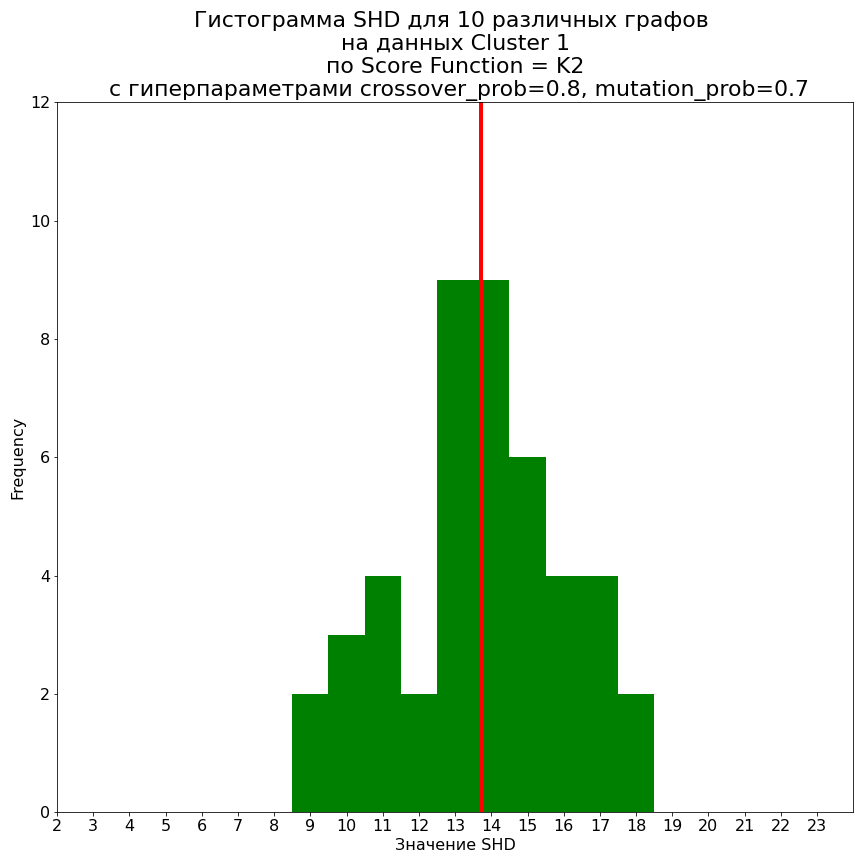 Гистограмма SHD для 10 различных графов
на данных Cluster 1
по Score Function = K2
с гиперпараметрами crossover_prob=0.8, mutation_prob=0.7
12
10
8
6
4
2
0
Frequency
2 3 4 5 6 7 8 9 10 11 12 13 14 15 16 17 18 19 20 21 22 23
Значение SHD